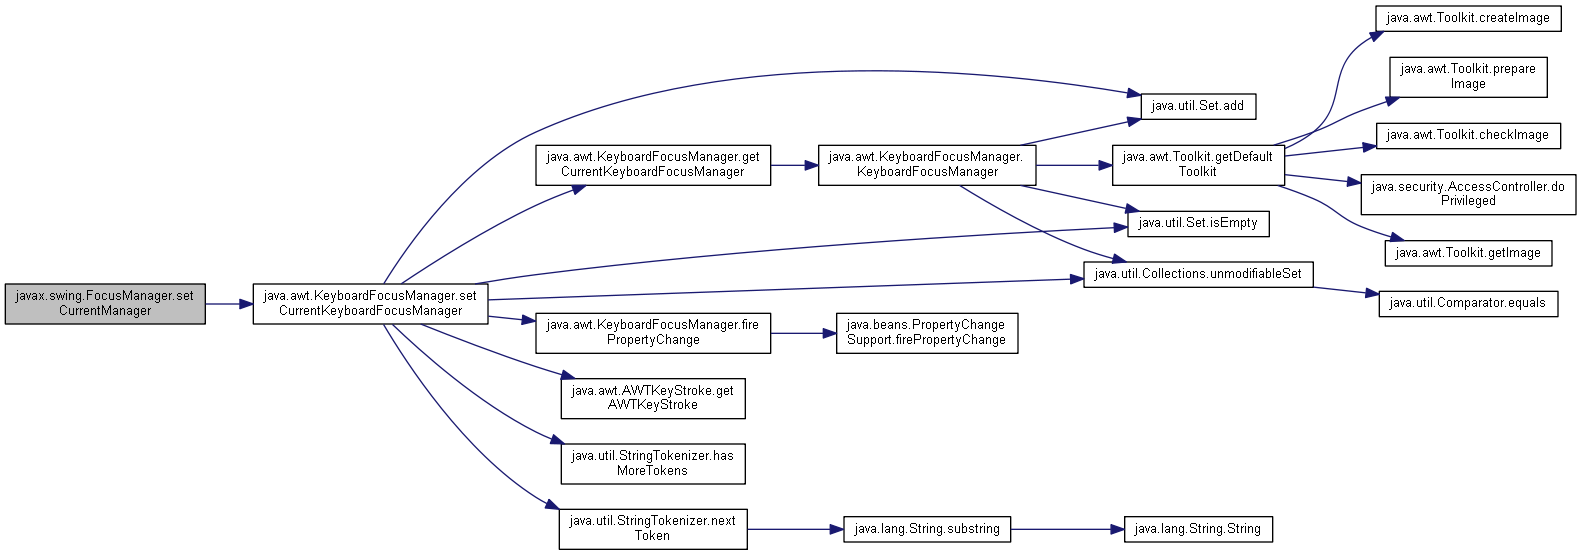 javax.swing.FocusManager.set
CurrentManager
java.awt.KeyboardFocusManager.set
CurrentKeyboardFocusManager
java.awt.KeyboardFocusManager.get
CurrentKeyboardFocusManager
java.awt.KeyboardFocusManager.fire
PropertyChange
java.awt.AWTKeyStroke.get
AWTKeyStroke
java.util.StringTokenizer.has
MoreTokens
java.util.StringTokenizer.next
Token
java.awt.KeyboardFocusManager.
KeyboardFocusManager
java.beans.PropertyChange
Support.firePropertyChange
java.lang.String.substring
java.util.Set.add
java.awt.Toolkit.getDefault
Toolkit
java.util.Set.isEmpty
java.util.Collections.unmodifiableSet
java.lang.String.String
java.awt.Toolkit.createImage
java.awt.Toolkit.prepare
Image
java.awt.Toolkit.checkImage
java.security.AccessController.do
Privileged
java.awt.Toolkit.getImage
java.util.Comparator.equals